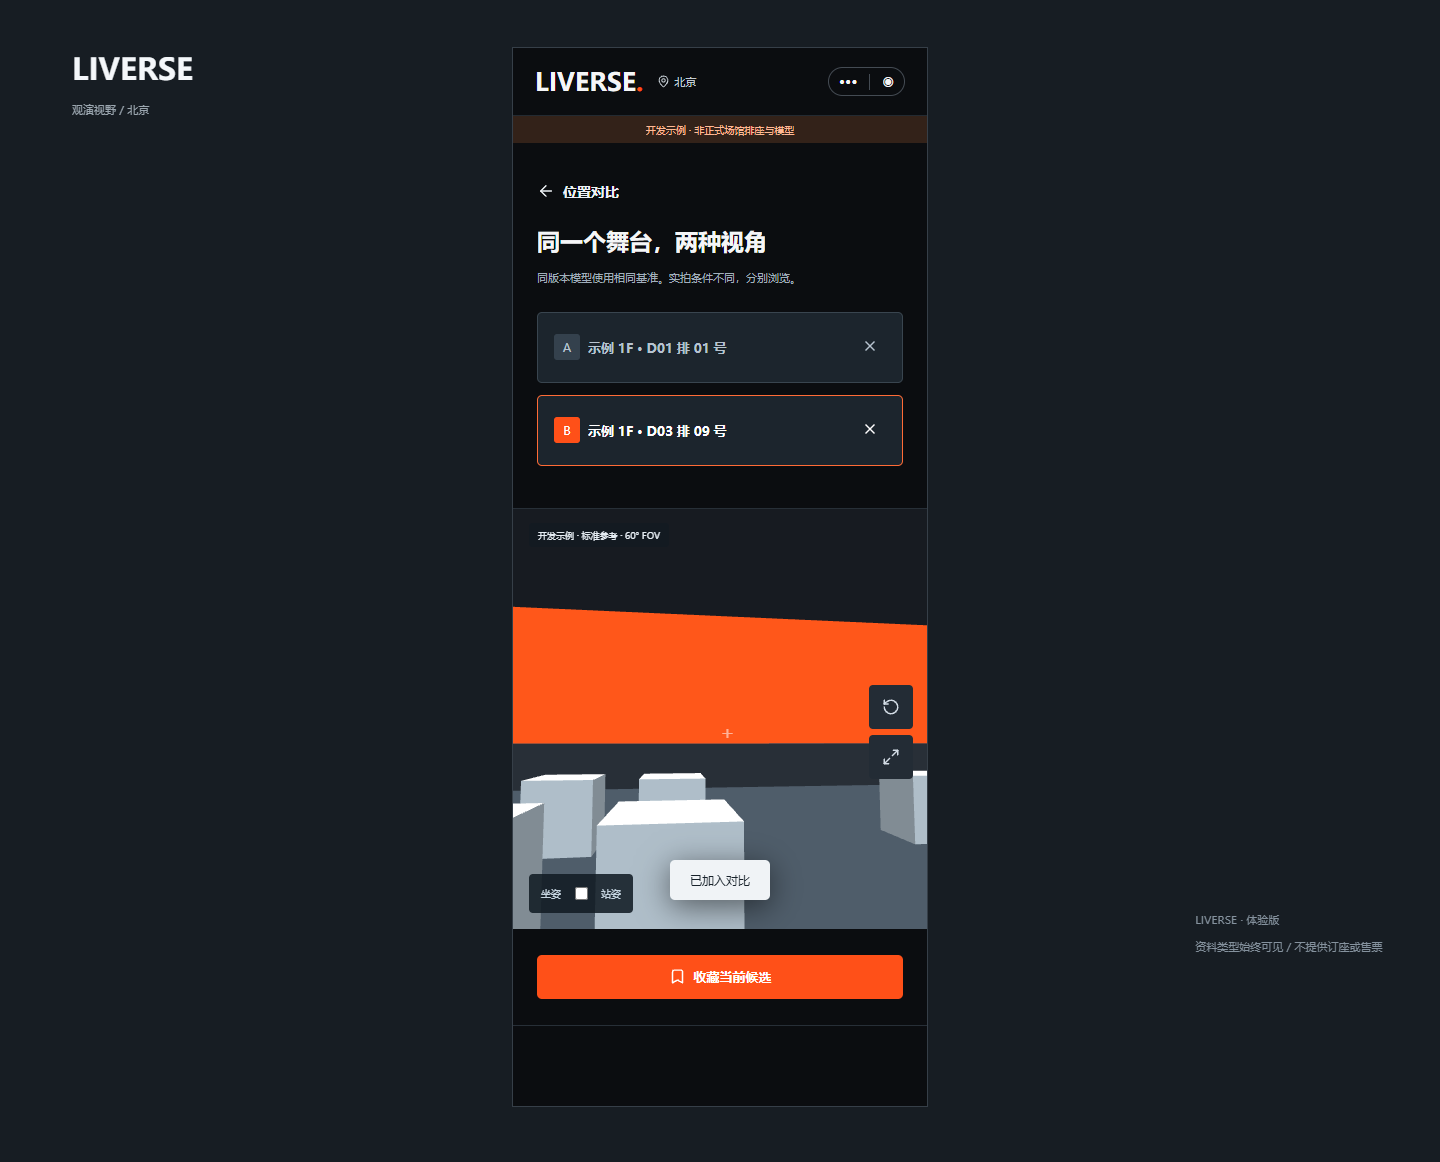 LIVERSE
观演视野 / 北京
LIVERSE. 北京
开发示例 · 非正式场馆排座与模型
位置对比
同一个舞台，两种视角
同版本模型使用相同基准。实拍条件不同，分别浏览。
A 示例 1F • D01 排 01 号
B 示例 1F • D03 排 09 号
开发示例 · 标准参考 · 60° FOV
坐姿 站姿
已加入对比
收藏当前候选
LIVERSE · 体验版
资料类型始终可见 / 不提供订座或售票